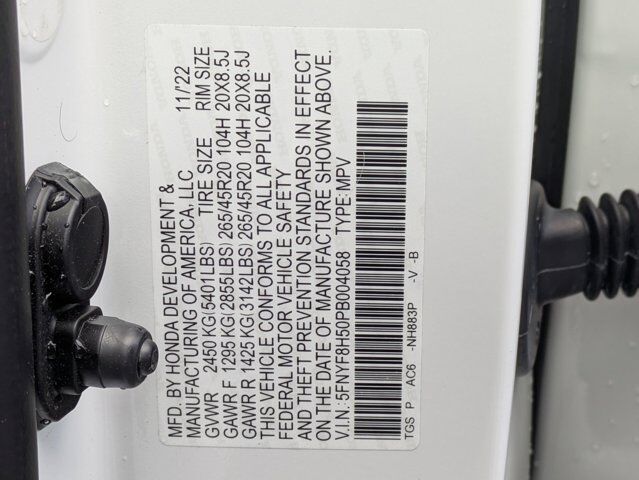 MFD. BY HONDA DEVELOPMENT &
MANUFACTURING OF AMERICA, LLC 11/'22
GVWR 2450 KG(5401LBS) TIRE SIZE RIM SIZE
GAWR F 1295 KG(2855LBS) 265/45R20 104H 20X8.5J
GAWR R 1425 KG(3142LBS) 265/45R20 104H 20X8.5J
THIS VEHICLE CONFORMS TO ALL APPLICABLE
FEDERAL MOTOR VEHICLE SAFETY
AND THEFT PREVENTION STANDARDS IN EFFECT
ON THE DATE OF MANUFACTURE SHOWN ABOVE.
V.I.N.: 5FNYF8H50PB004058 TYPE: MPV
TGS P AC6 -NH883P -V -B